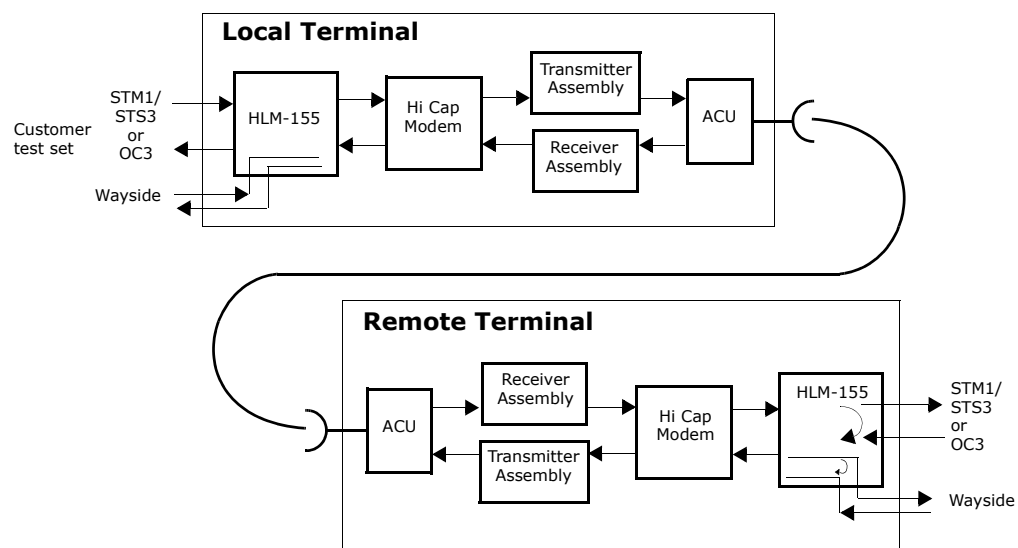 Local Terminal
STM1/
STS3
or
OC3
Customer
test set
Wayside
HLM-155
Hi Cap
Modem
Transmitter
Assembly
Receiver
Assembly
ACU
Remote Terminal
ACU
Receiver
Assembly
Transmitter
Assembly
Hi Cap
Modem
HLM-155
STM1/
STS3
or
OC3
Wayside